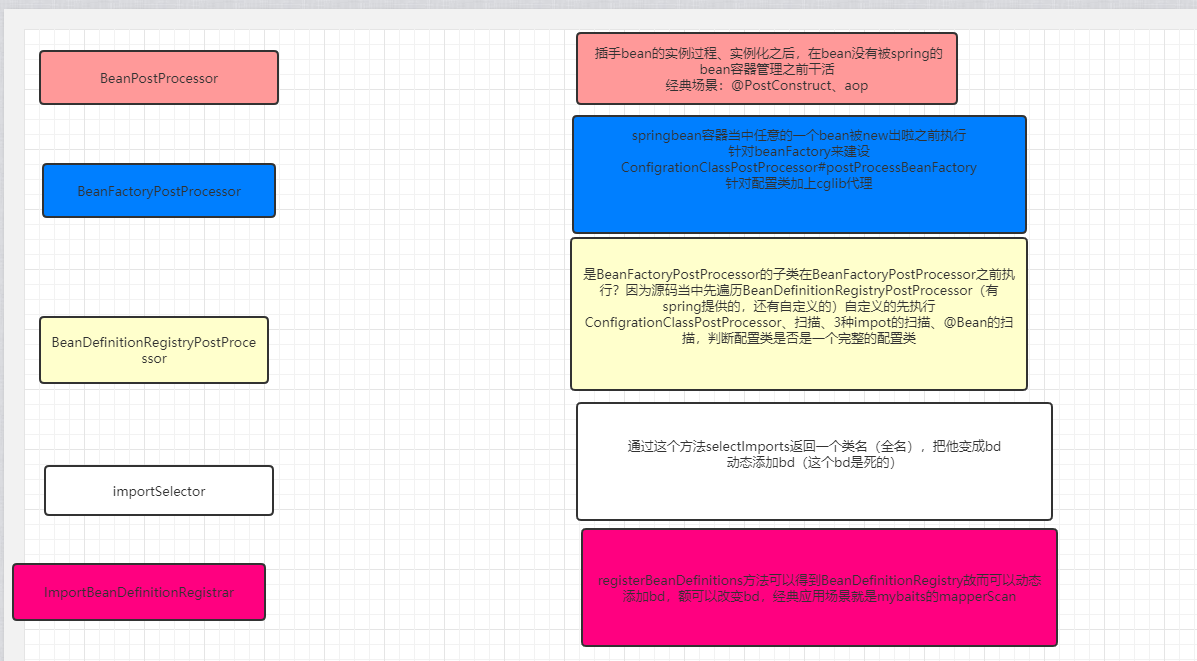 BeanPostProcessor
插手bean的实例过程、实例化之后，在bean没有被spring的
bean容器管理之前干活
经典场景：@PostConstruct、aop
BeanFactoryPostProcessor
springbean容器当中任意的一个bean被new出啦之前执行
针对beanFactory来建设
ConfigrationClassPostProcessor#postProcessBeanFactory
针对配置类加上cglib代理
BeanDefinitionRegistryPostProce
ssor
是BeanFactoryPostProcessor的子类在BeanFactoryPostProcessor之前执
行？因为源码当中先遍历BeanDefinitionRegistryPostProcessor（有
spring提供的，还有自定义的）自定义的先执行
ConfigrationClassPostProcessor、扫描、3种impot的扫描、@Bean的扫
描，判断配置类是否是一个完整的配置类
importSelector
通过这个方法selectImports返回一个类名（全名），把他变成bd
动态添加bd（这个bd是死的）
ImportBeanDefinitionRegistrar
registerBeanDefinitions方法可以得到BeanDefinitionRegistry故而可以动态
添加bd，额可以改变bd，经典应用场景就是mybaits的mapperScan